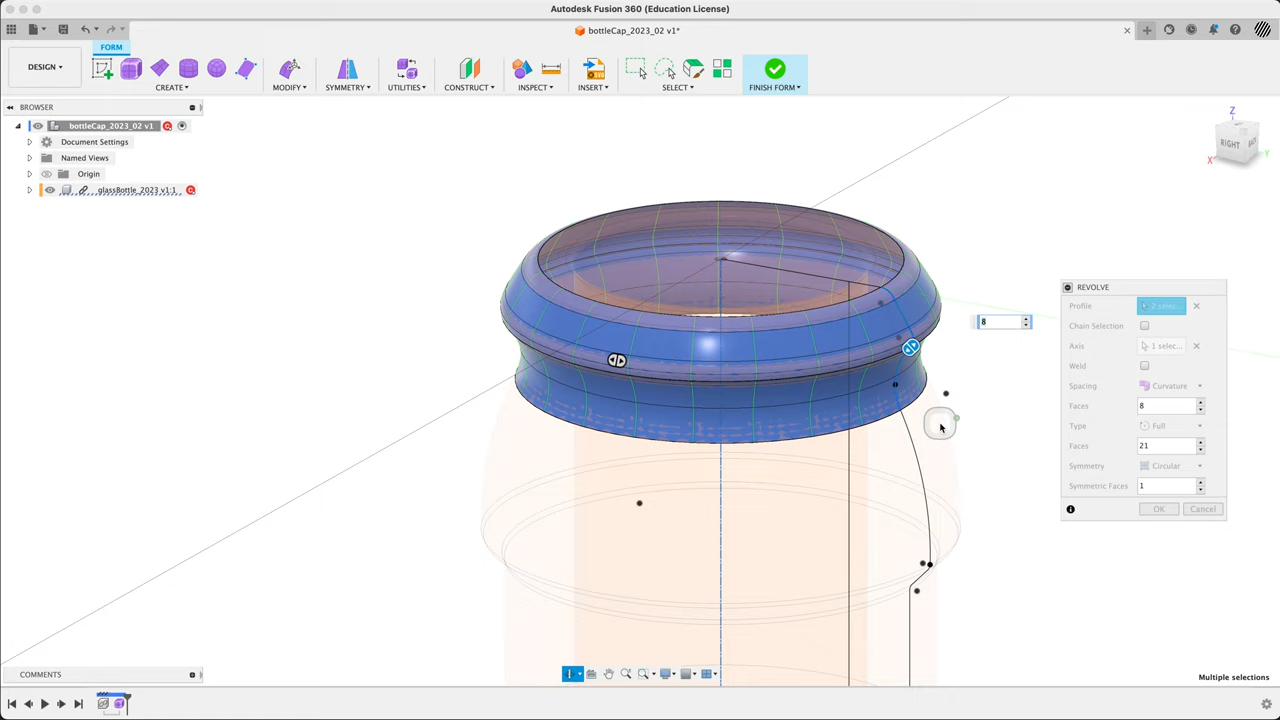 Autodesk Fusion 360 (Education License)
bottleCap_2023_02 v1*
FORM
DESIGN
CREATE
MODIFY
SYMMETRY
UTILITIES
CONSTRUCT
INSPECT
INSERT
SELECT
FINISH FORM
BROWSER
bottleCap_2023_02 v1
Document Settings
Named Views
Origin
glassBottle_2023 v1:1
Z
RIGHT
X
Y
8
REVOLVE
Profile 2 selec...
Chain Selection
Axis 1 selec...
Weld
Spacing Curvature
Faces 8
Type Full
Faces 21
Symmetry Circular
Symmetric Faces 1
OK Cancel
COMMENTS
Multiple selections